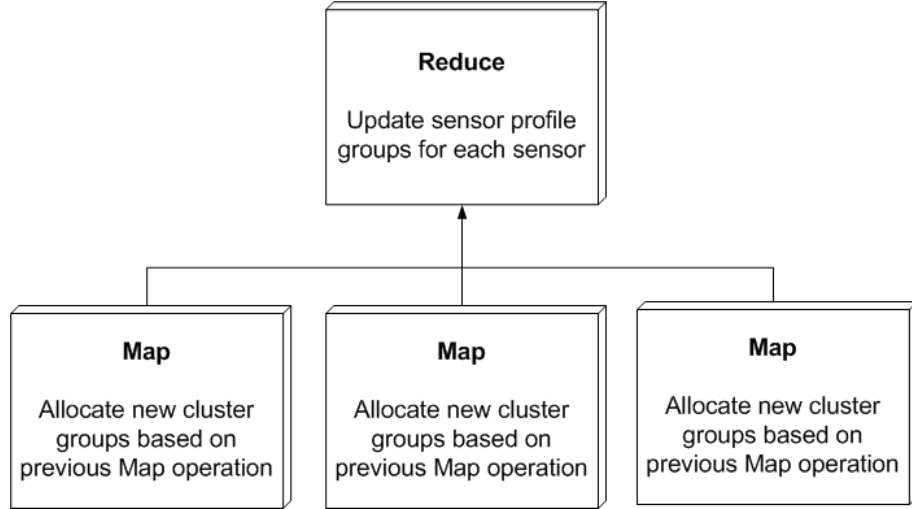 Reduce
Update sensor profile
groups for each sensor
Map
Allocate new cluster
groups based on
previous Map operation
Map
Allocate new cluster
groups based on
previous Map operation
Map
Allocate new cluster
groups based on
previous Map operation